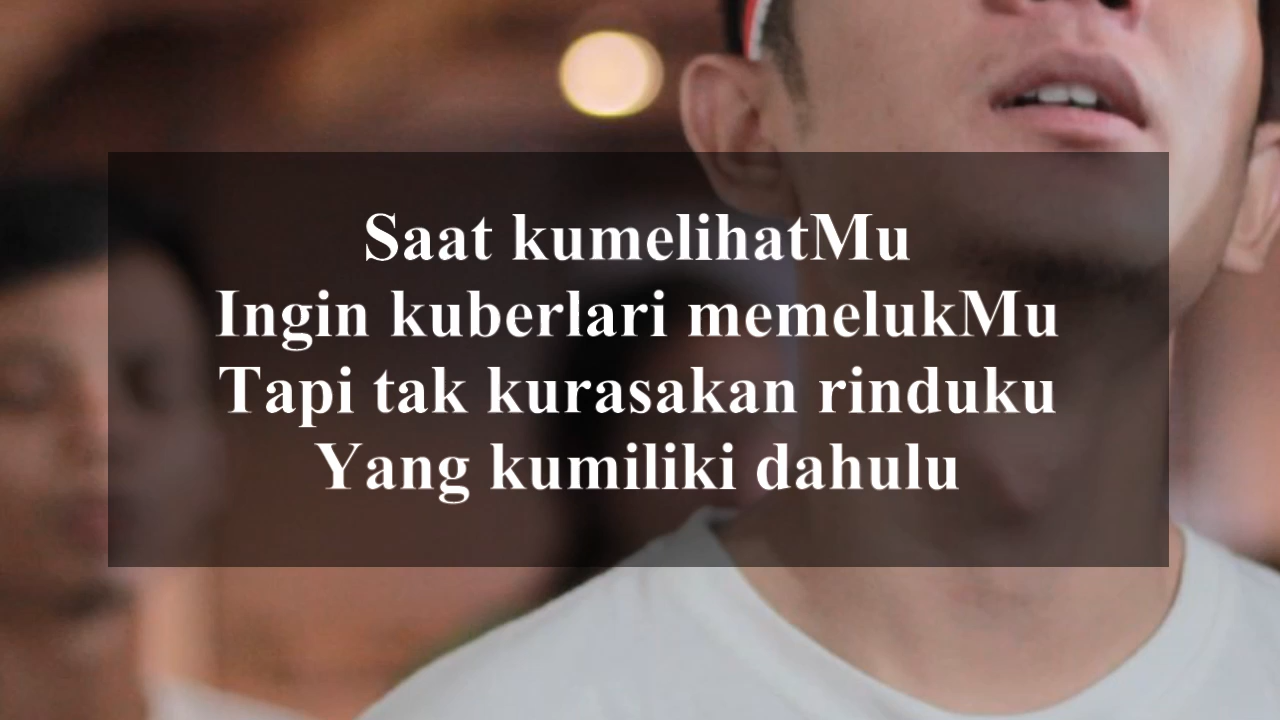 Saat kumelihatMu
Ingin kuberlari memelukMu
Tapi tak kurasakan rinduku
Yang kumiliki dahulu